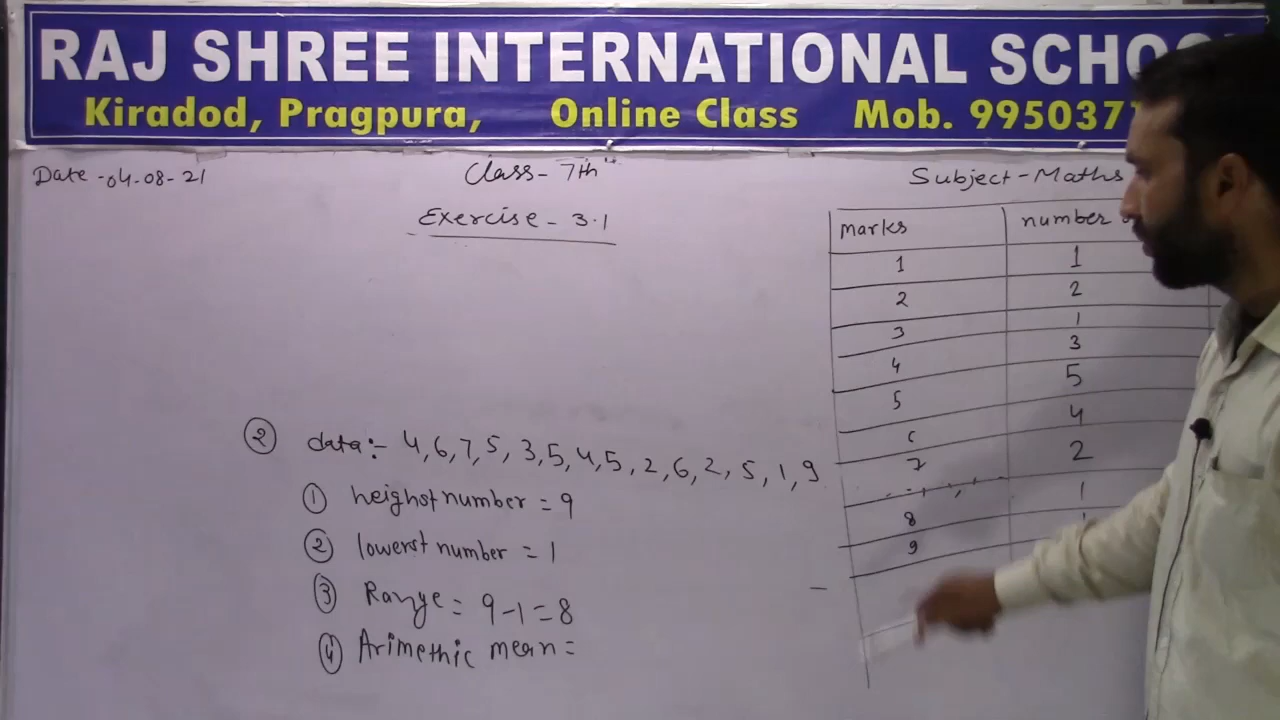 RAJ SHREE INTERNATIONAL SCHOO
Kiradod, Pragpura, Online Class Mob. 995037
Date -04-08-21
Class- 7th
Subject-Maths
Exercise - 3.1
marks number
1 1
2 2
3 1
4 3
5 5
6 4
7 2
8 1
9 1
② data:- 4,6,7,5,3,5,4,5,2,6,2,5,1,9
① heighst number = 9
② lowerst number = 1
③ Range = 9-1=8
④ Arimethic mean=